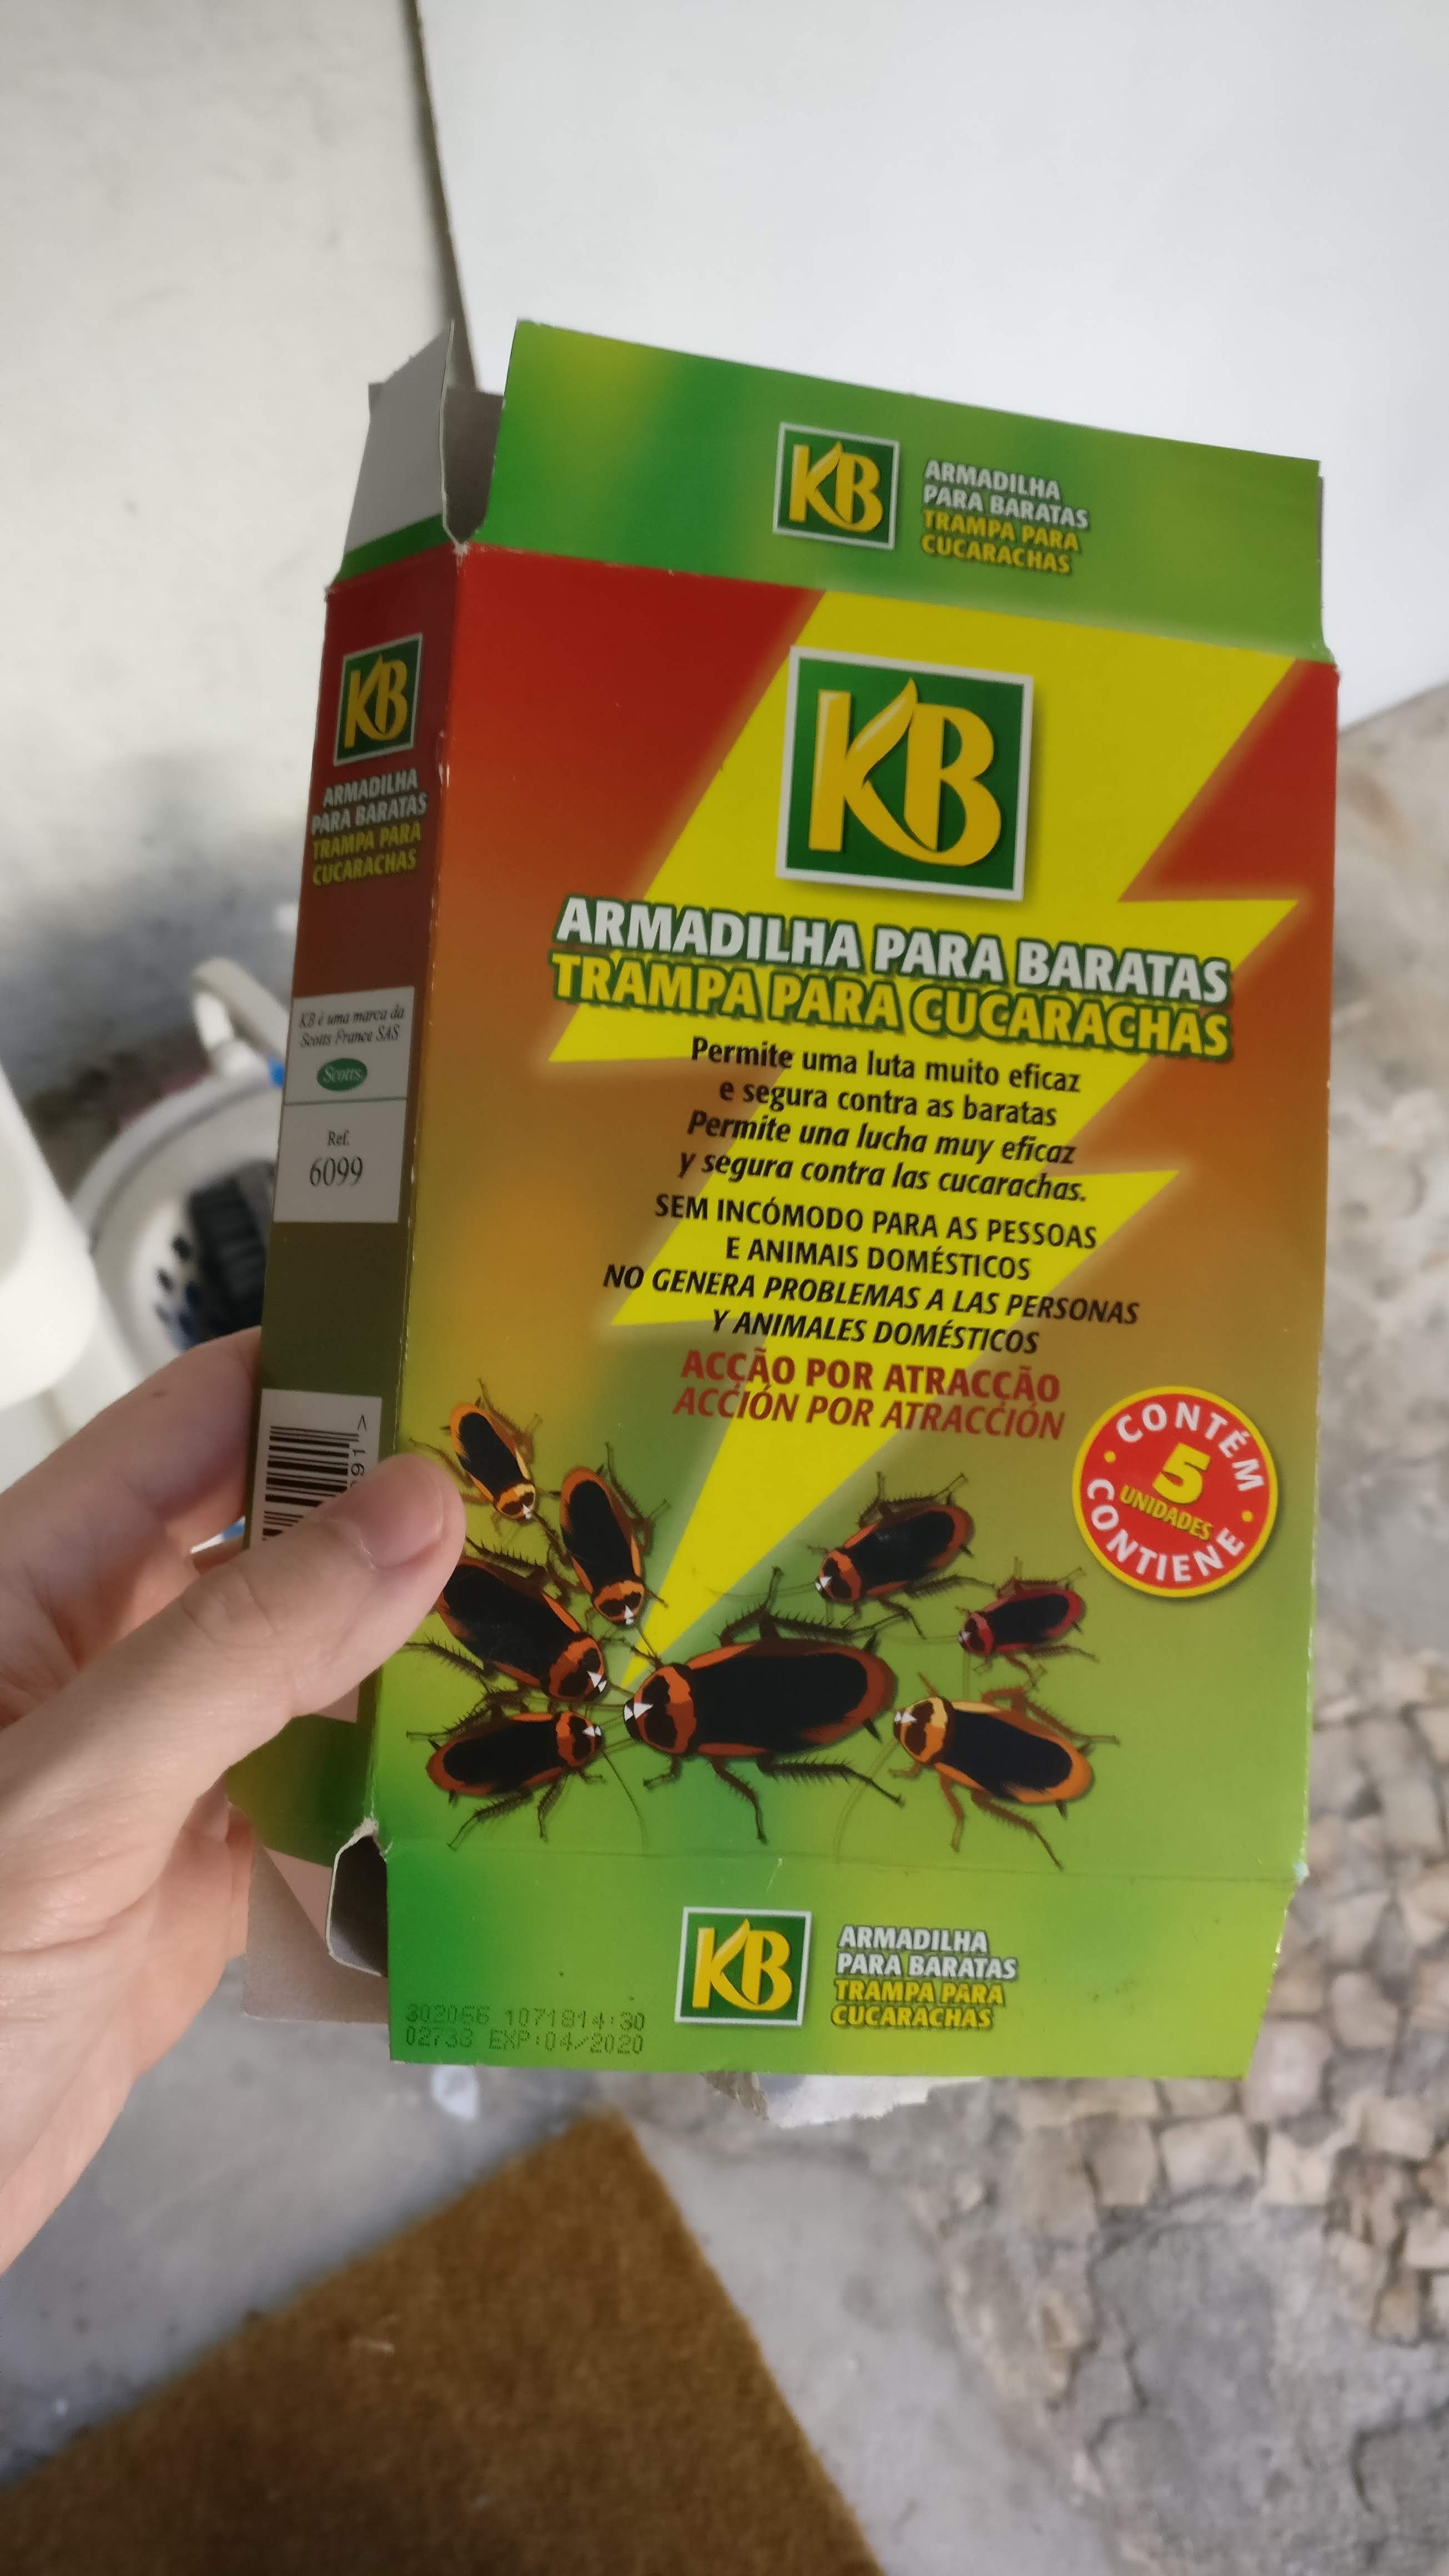 KB
ARMADILHA
PARA BARATAS
TRAMPA PARA
CUCARACHAS
KB
ARMADILHA
PARA BARATAS
TRAMPA PARA
CUCARACHAS
KB é uma marca da
Scotts France SAS
Scotts
Ref.
6099
KB
ARMADILHA PARA BARATAS
TRAMPA PARA CUCARACHAS
Permite uma luta muito eficaz
e segura contra as baratas
Permite una lucha muy eficaz
y segura contra las cucarachas.
SEM INCÓMODO PARA AS PESSOAS
E ANIMAIS DOMÉSTICOS
NO GENERA PROBLEMAS A LAS PERSONAS
Y ANIMALES DOMÉSTICOS
ACÇÃO POR ATRACÇÃO
ACCIÓN POR ATRACCIÓN
CONTÉM
5
UNIDADES
CONTIENE
KB
ARMADILHA
PARA BARATAS
TRAMPA PARA
CUCARACHAS
302066 1071814:30
02738 EXP:04/2020